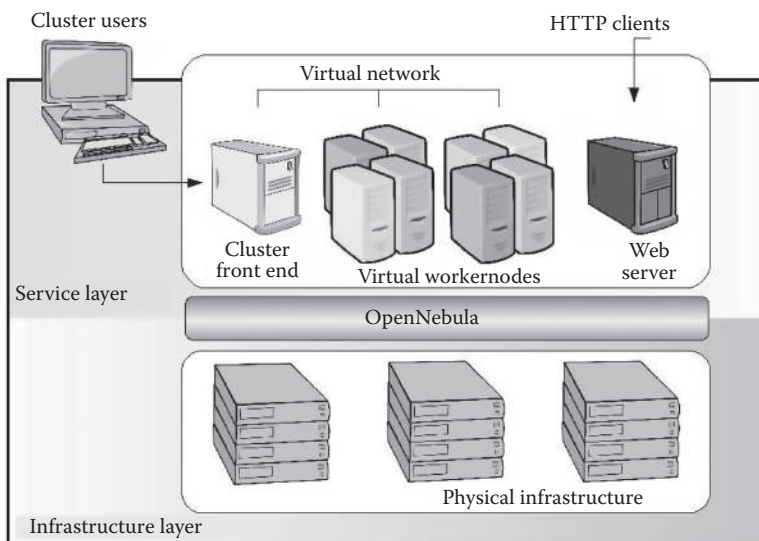 Cluster users
HTTP clients
Virtual network
Cluster
front end
Virtual workernodes
Web
server
Service layer
OpenNebula
Physical infrastructure
Infrastructure layer